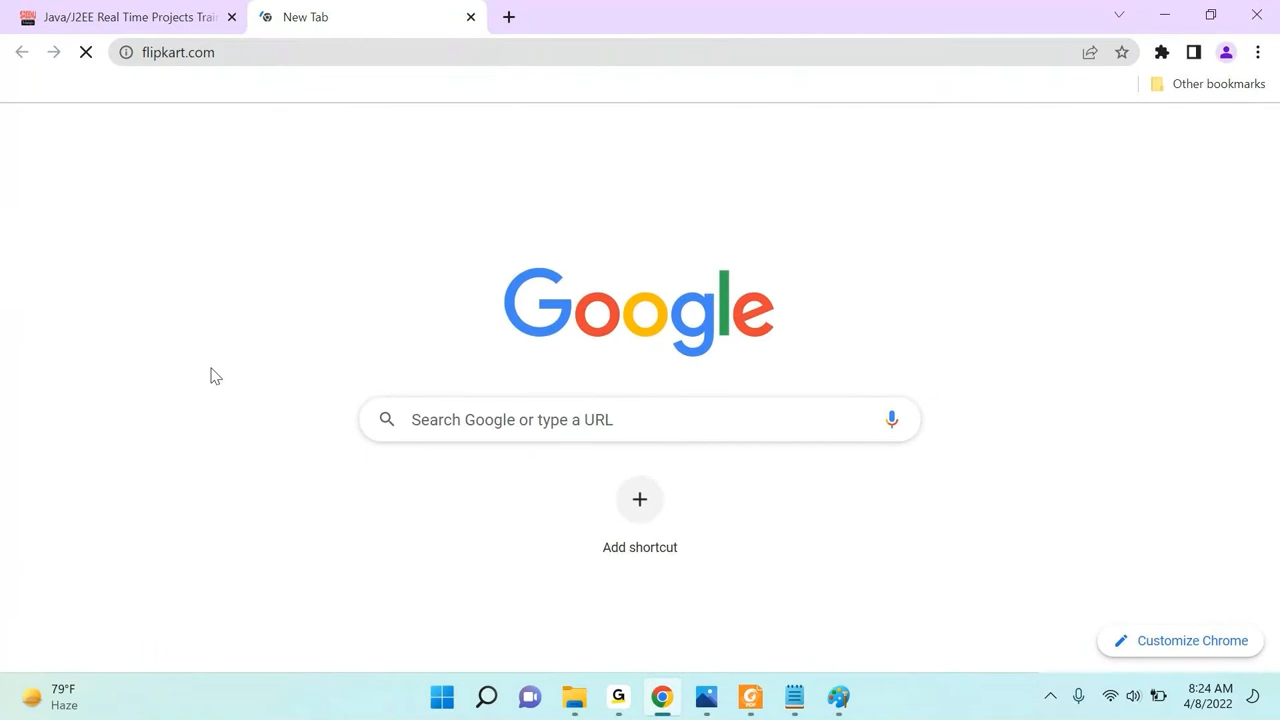 Java/J2EE Real Time Projects Trai
New Tab
flipkart.com
Other bookmarks
Google
Search Google or type a URL
Add shortcut
Customize Chrome
79°F
Haze
G
PDF
8:24 AM
4/8/2022